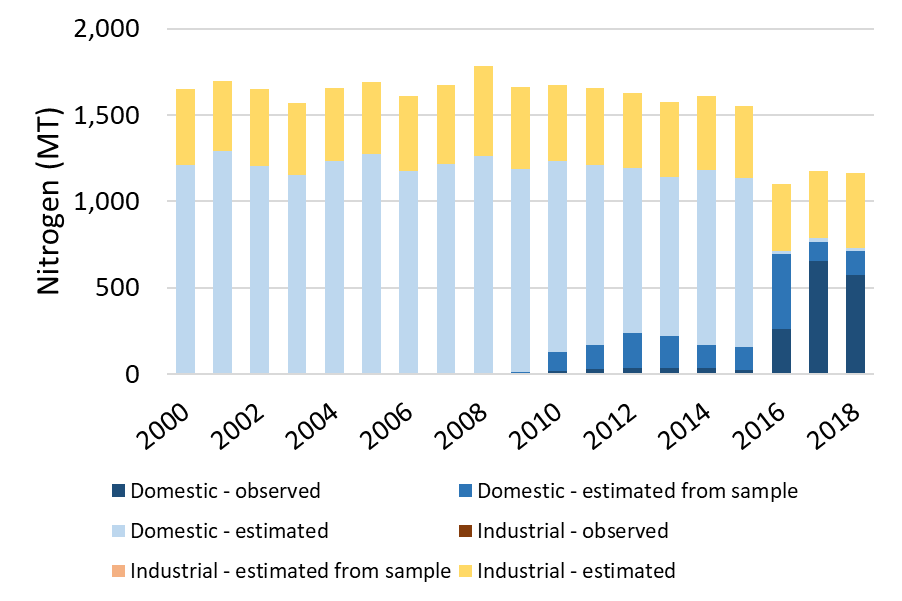 2,000
1,500
1,000
500
0
Nitrogen (MT)
2000 2002 2004 2006 2008 2010 2012 2014 2016 2018
Domestic - observed
Domestic - estimated from sample
Domestic - estimated
Industrial - observed
Industrial - estimated from sample
Industrial - estimated